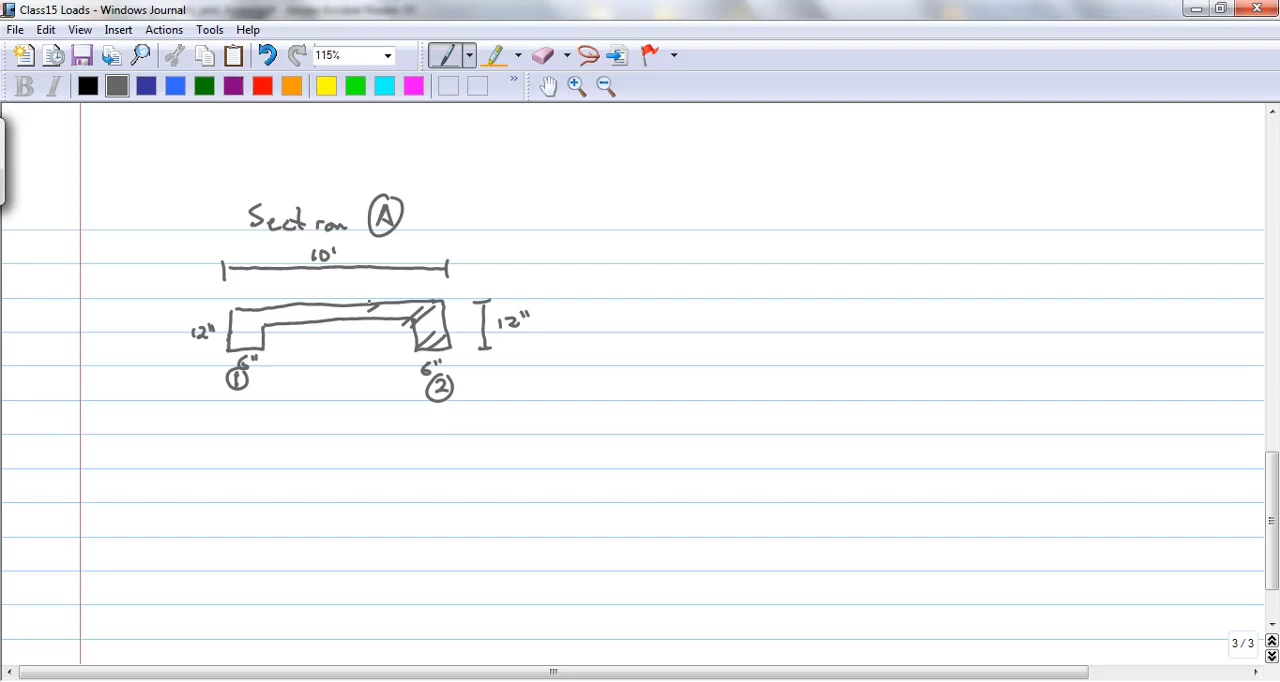 Class15 Loads - Windows Journal
File Edit View Insert Actions Tools Help
115%
B I
Section A
10'
12" 12"
6" 6"
1 2
3 / 3